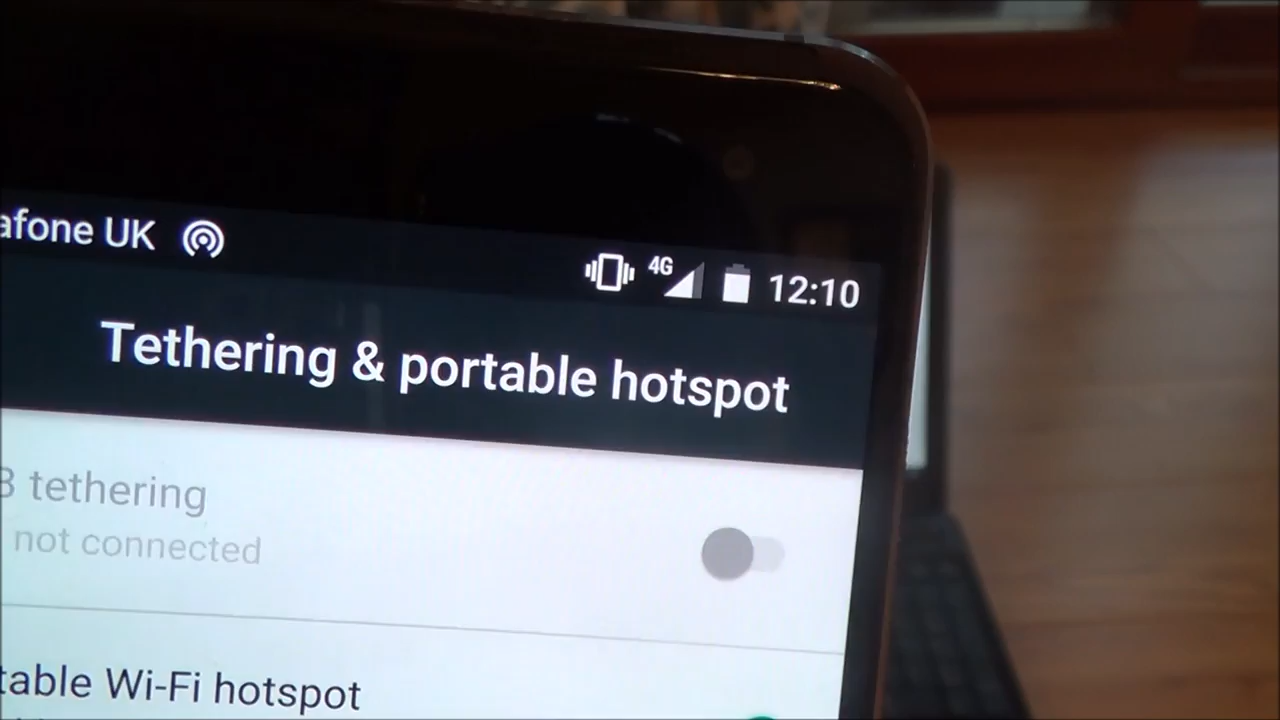 afone UK 4G 12:10
Tethering & portable hotspot
B tethering
not connected
table Wi-Fi hotspot